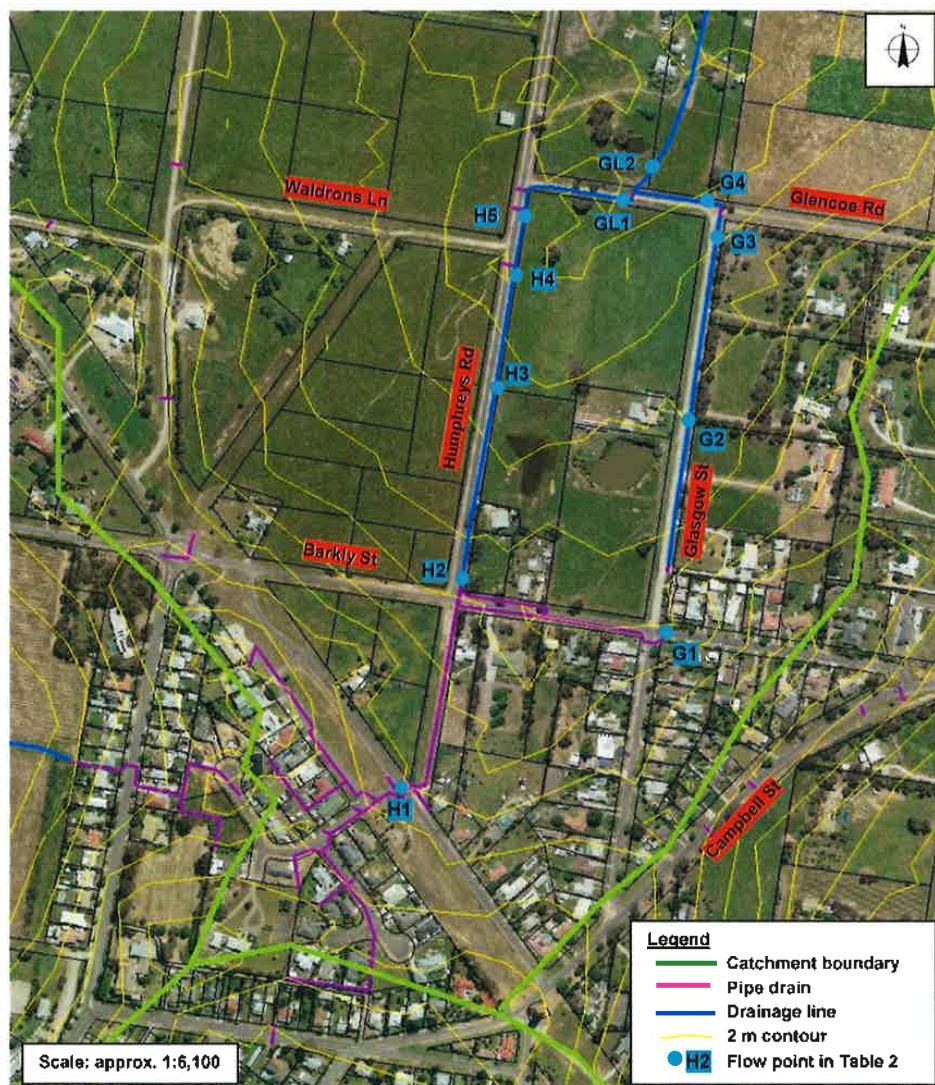 N
GL2
G4
Waldrons Ln
Glencoe Rd
H5
GL1
G3
H4
Humphreys Rd
H3
G2
Glasgow St
Barkly St
H2
G1
H1
Campbell St
Legend
Catchment boundary
Pipe drain
Drainage line
2 m contour
H2 Flow point in Table 2
Scale: approx. 1:6,100